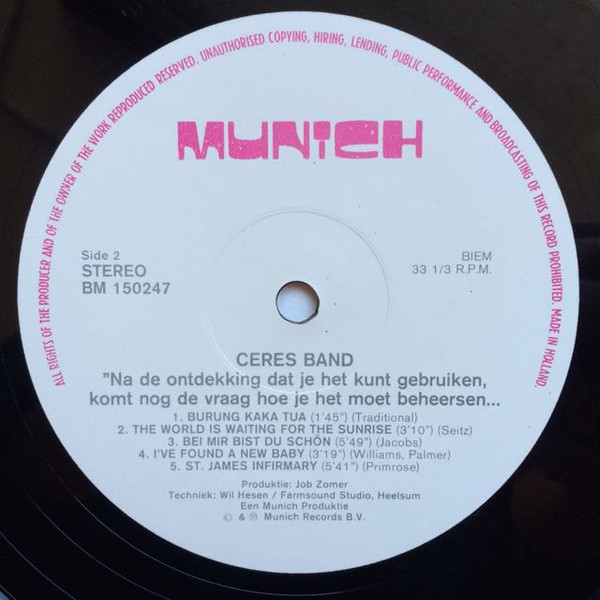 ALL RIGHTS OF THE PRODUCER AND OF THE OWNER OF THE WORK REPRODUCED RESERVED. UNAUTHORISED COPYING, HIRING, LENDING, PUBLIC PERFORMANCE AND BROADCASTING OF THIS RECORD PROHIBITED. MADE IN HOLLAND.
MUNICH
Side 2
STEREO
BM 150247
BIEM
33 1/3 R.P.M.
CERES BAND
"Na de ontdekking dat je het kunt gebruiken,
komt nog de vraag hoe je het moet beheersen...
1. BURUNG KAKA TUA (1'45") (Traditional)
2. THE WORLD IS WAITING FOR THE SUNRISE (3'10") (Seitz)
3. BEI MIR BIST DU SCHÖN (5'49") (Jacobs)
4. I'VE FOUND A NEW BABY (3'19") (Williams, Palmer)
5. ST. JAMES INFIRMARY (5'41") (Primrose)
Produktie: Job Zomer
Techniek: Wil Hesen / Farmsound Studio, Heelsum
Een Munich Produktie
© & ℗ Munich Records B.V.